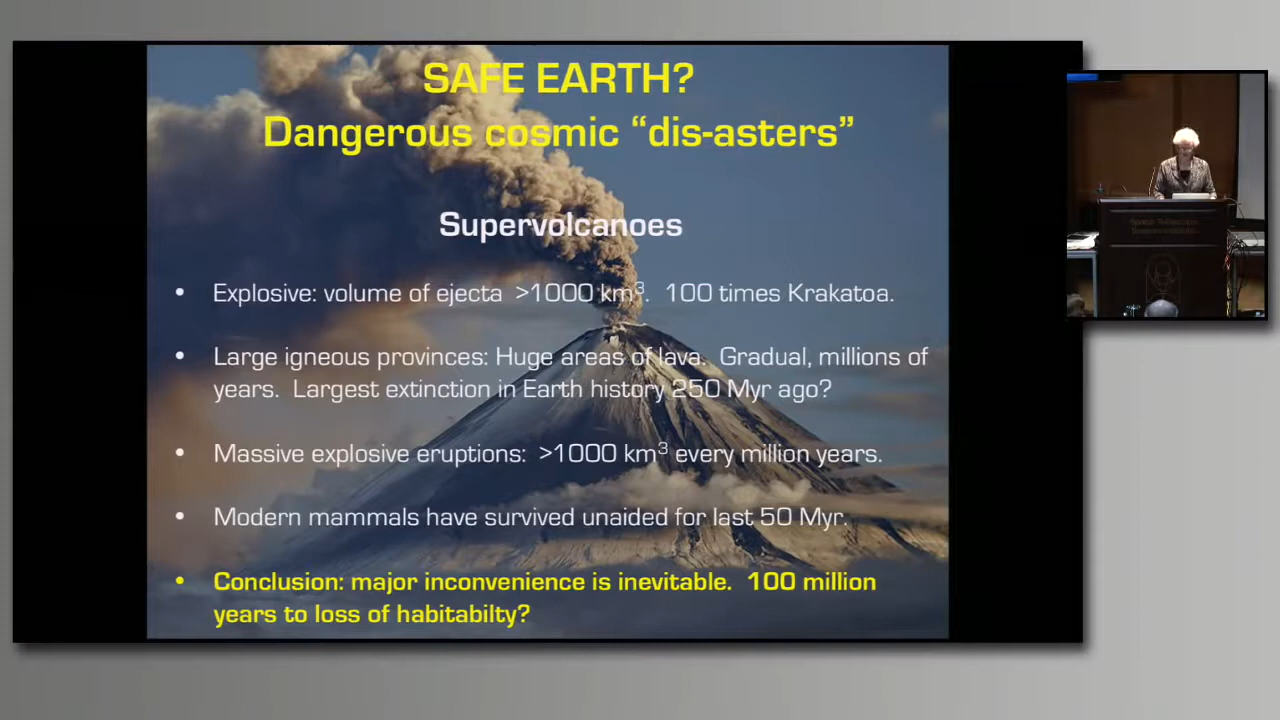 SAFE EARTH?
Dangerous cosmic “dis-asters”
Supervolcanoes
• Explosive: volume of ejecta >1000 km³. 100 times Krakatoa.
• Large igneous provinces: Huge areas of lava. Gradual, millions of
years. Largest extinction in Earth history 250 Myr ago?
• Massive explosive eruptions: >1000 km³ every million years.
• Modern mammals have survived unaided for last 50 Myr.
• Conclusion: major inconvenience is inevitable. 100 million
years to loss of habitabilty?